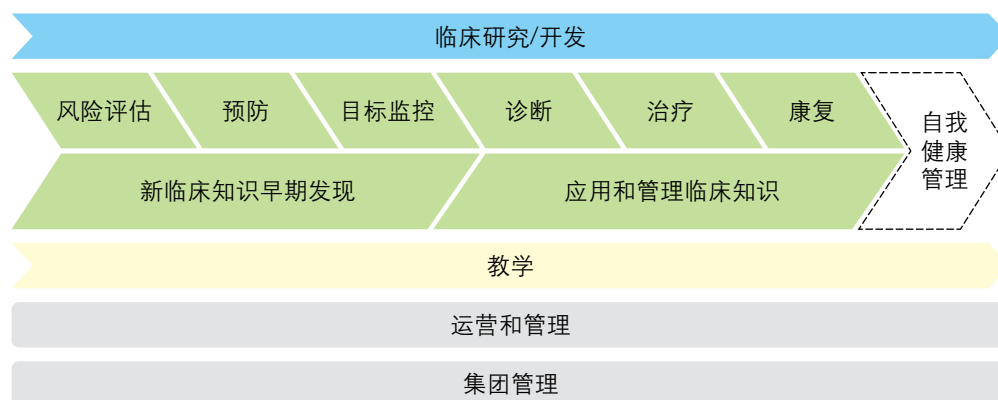 临床研究/开发
风险评估
预防
目标监控
诊断
治疗
康复
自我
健康
管理
新临床知识早期发现
应用和管理临床知识
教学
运营和管理
集团管理